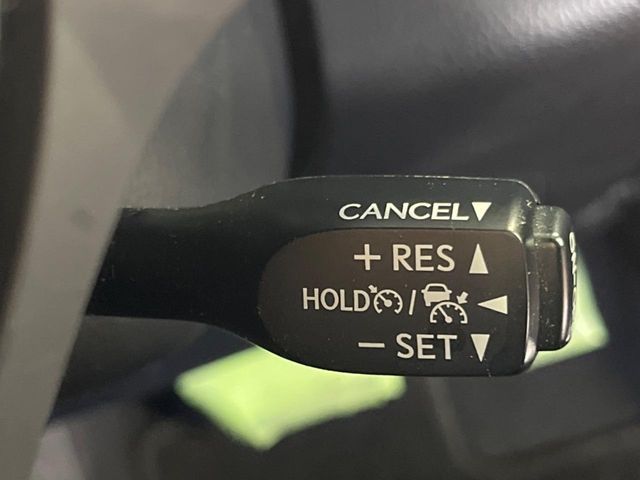 CANCEL▼
+ RES ▲
HOLD / ◀
− SET ▼